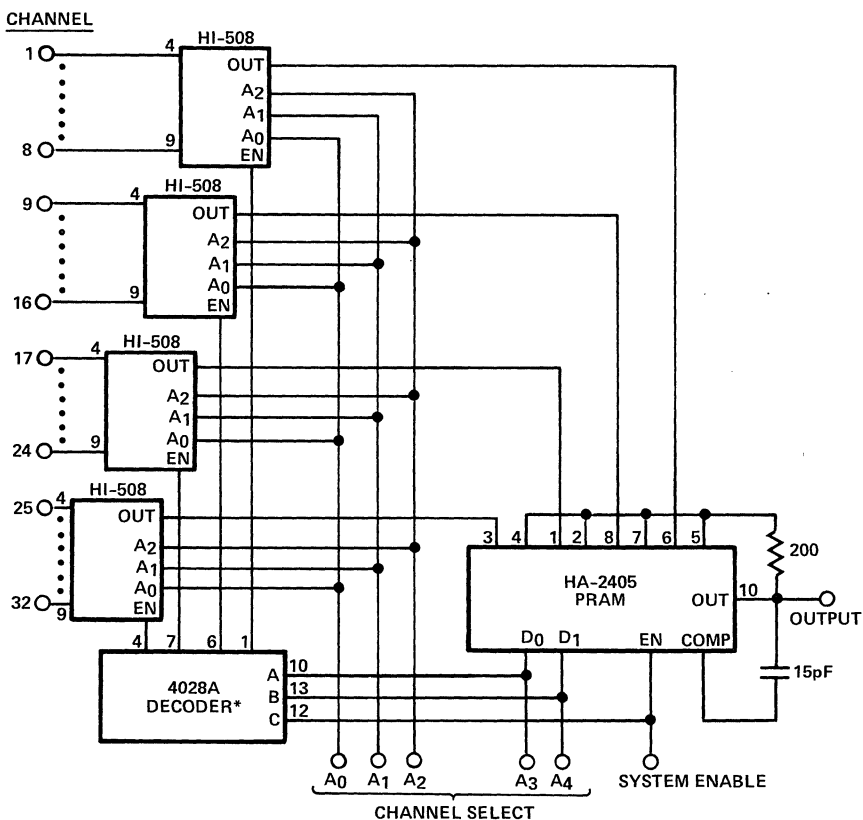 CHANNEL
HI-508
1
4
OUT
A2
A1
A0
EN
8
9
HI-508
9
4
OUT
A2
A1
A0
EN
16
9
HI-508
17
4
OUT
A2
A1
A0
EN
24
9
HI-508
25
4
OUT
A2
A1
A0
EN
32
9
3 4 1 2 8 7 6 5
200
HA-2405
PRAM
OUT
10
OUTPUT
D0 D1 EN COMP
15pF
4 7 6 1
4028A
DECODER*
A 10
B 13
C 12
A0 A1 A2 A3 A4
SYSTEM ENABLE
CHANNEL SELECT